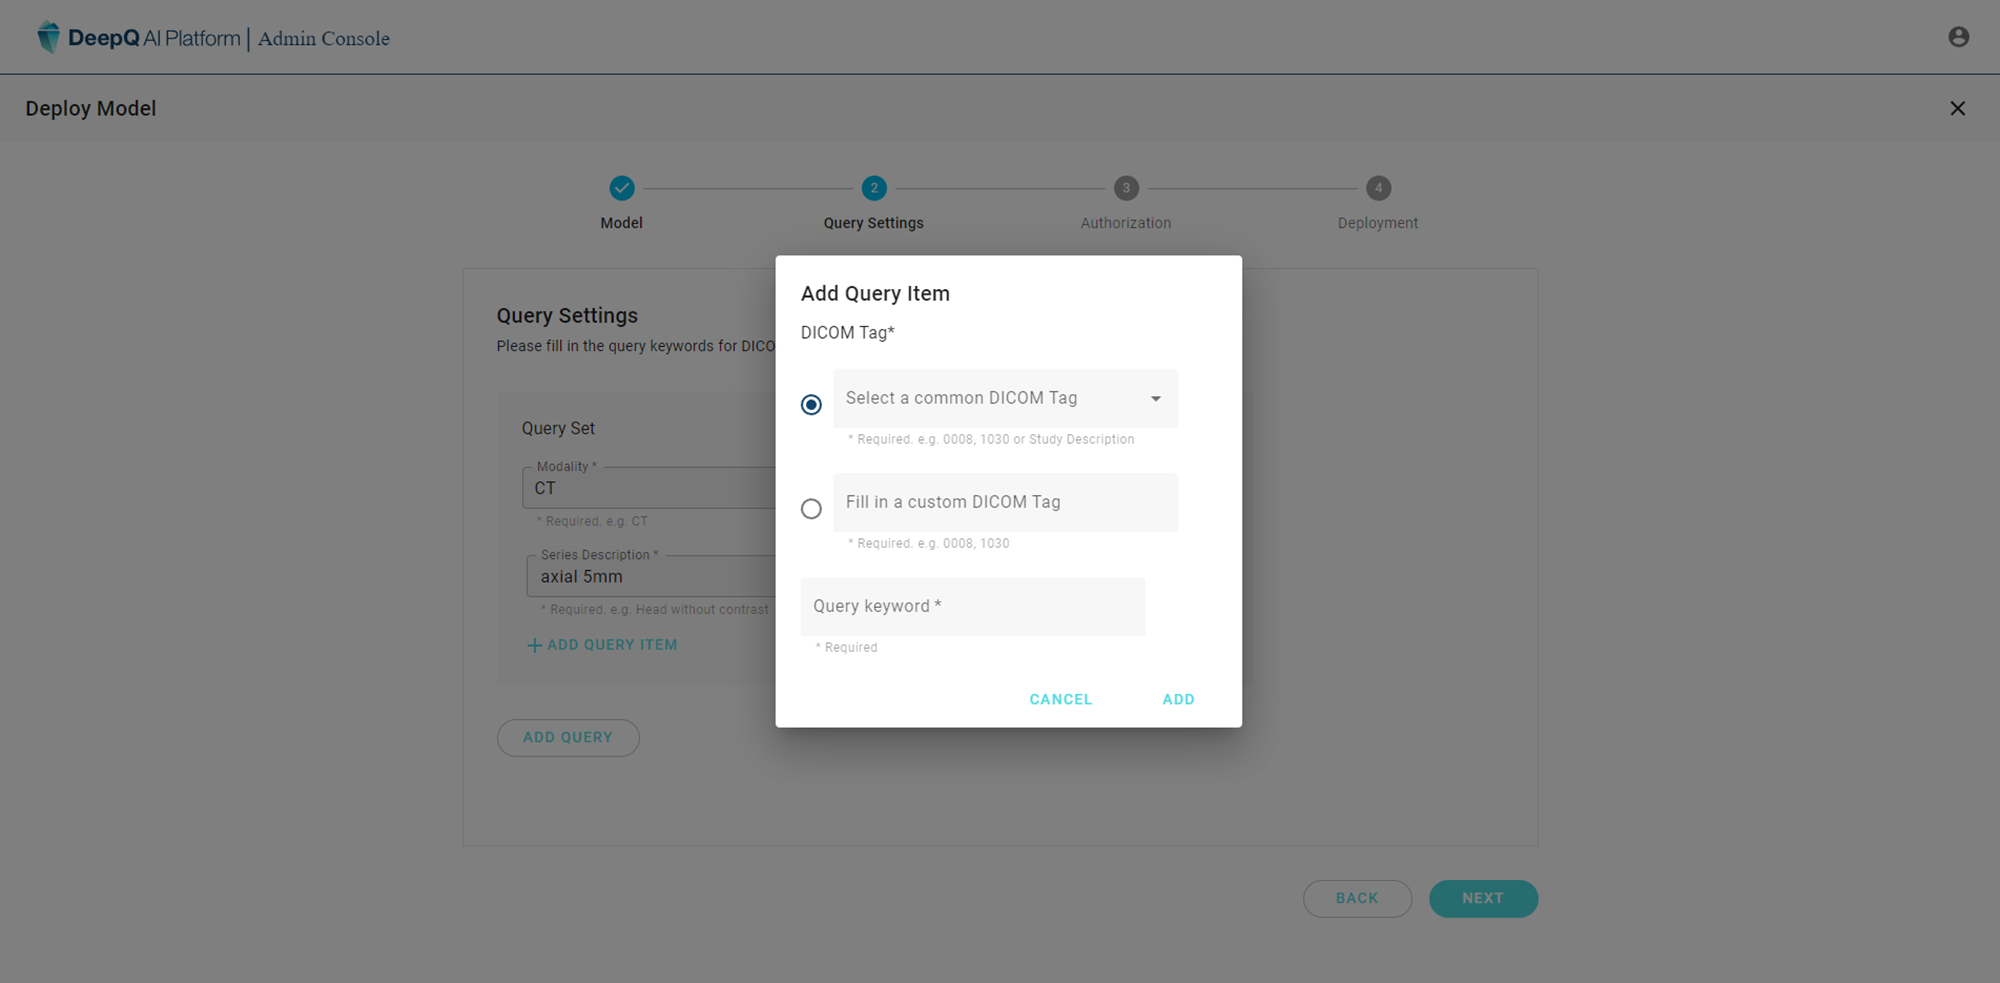 DeepQ AI Platform | Admin Console
Deploy Model
2
3
4
Model
Query Settings
Authorization
Deployment
Query Settings
Please fill in the query keywords for DICO
Query Set
Modality *
CT
* Required. e.g. CT
Series Description *
axial 5mm
* Required. e.g. Head without contrast
+ ADD QUERY ITEM
ADD QUERY
Add Query Item
DICOM Tag*
Select a common DICOM Tag
* Required. e.g. 0008, 1030 or Study Description
Fill in a custom DICOM Tag
* Required. e.g. 0008, 1030
Query keyword *
* Required
CANCEL
ADD
BACK
NEXT